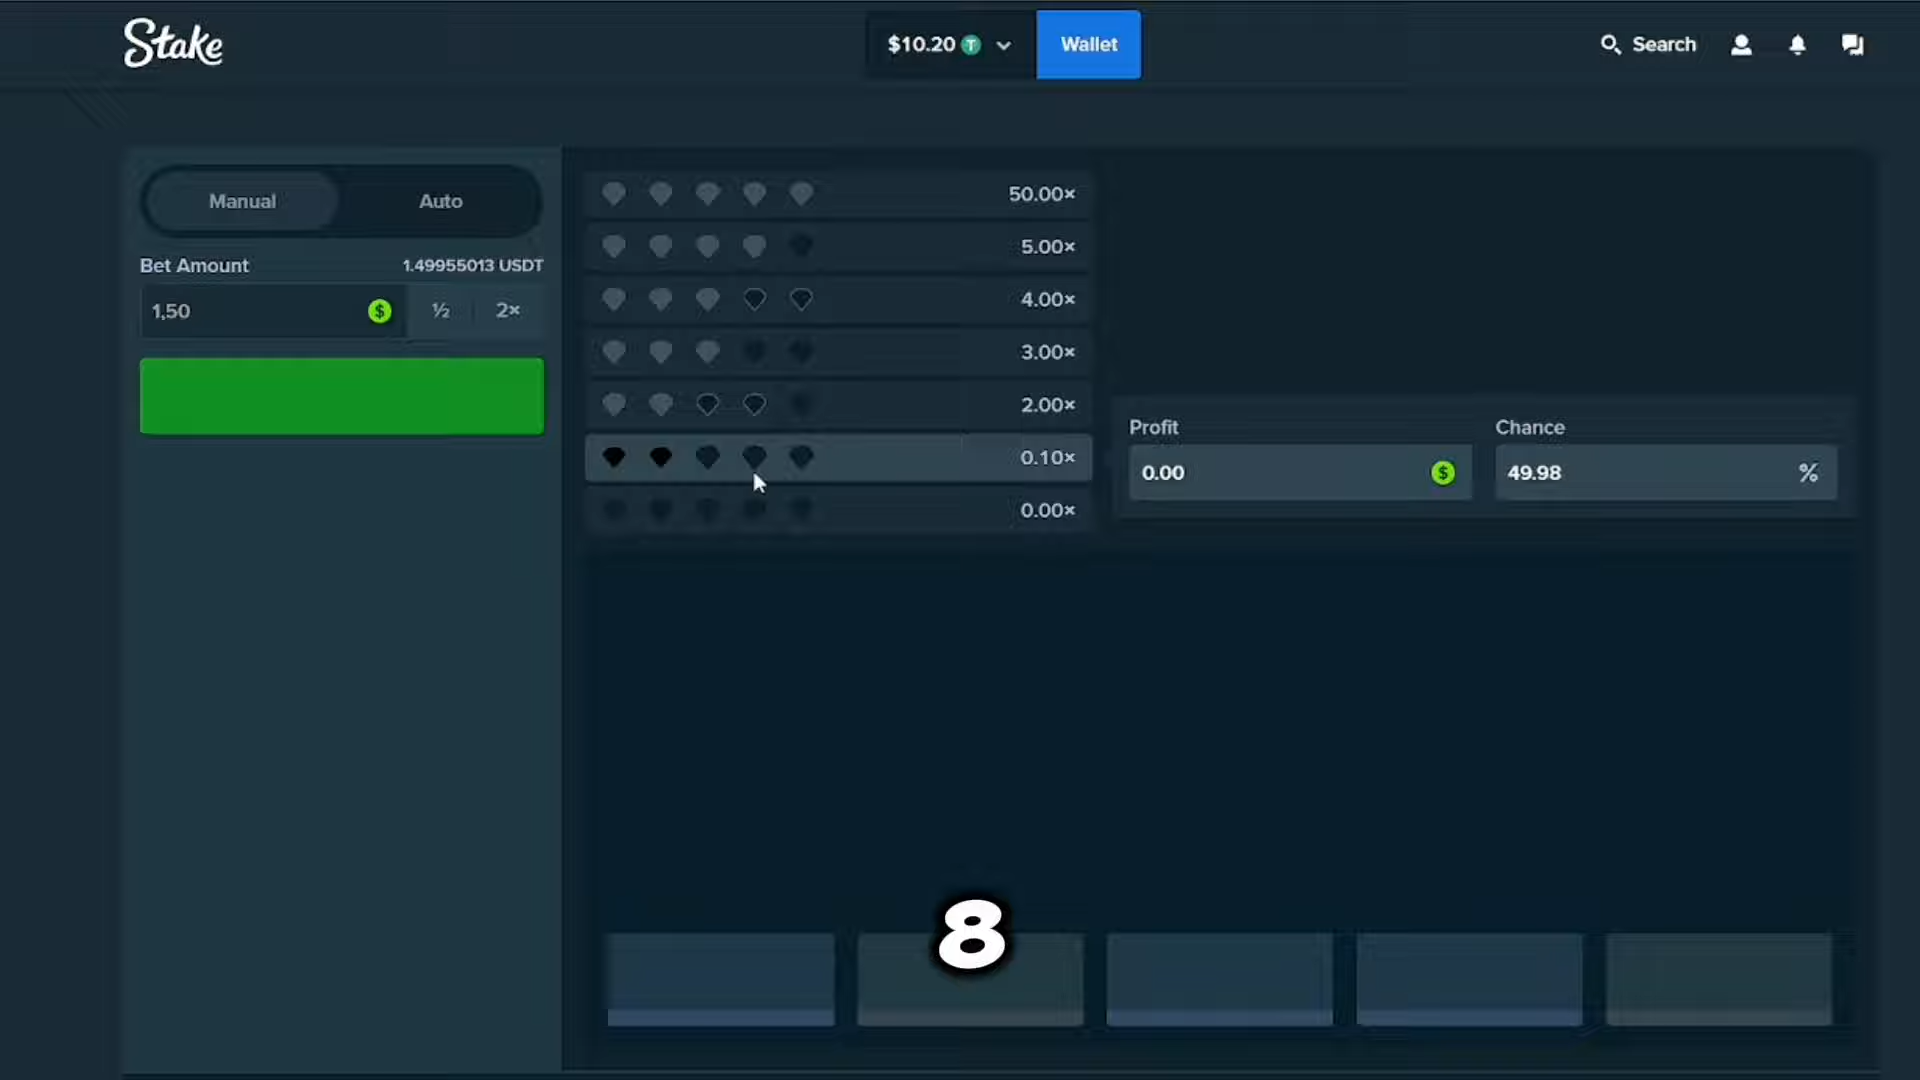 Stake
$10.20
Wallet
Search
Manual
Auto
Bet Amount
1.49955013 USDT
1,50
½
2×
50.00×
5.00×
4.00×
3.00×
2.00×
0.10×
0.00×
Profit
0.00
Chance
49.98
%
8